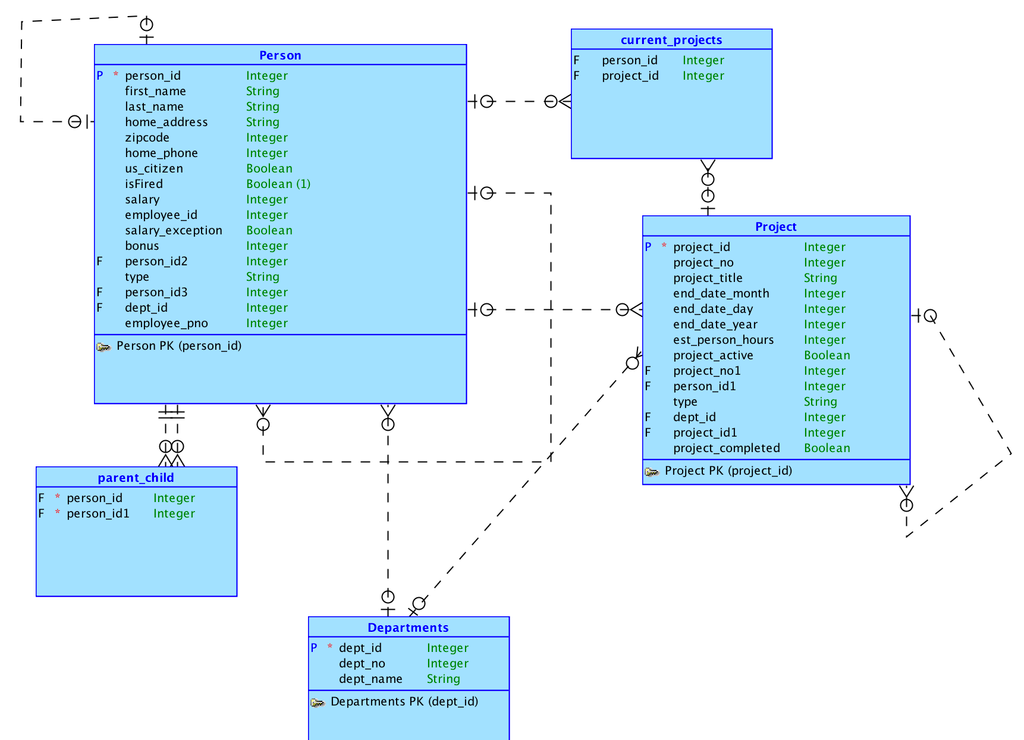 Person
P * person_id Integer
first_name String
last_name String
home_address String
zipcode Integer
home_phone Integer
us_citizen Boolean
isFired Boolean (1)
salary Integer
employee_id Integer
salary_exception Boolean
bonus Integer
F person_id2 Integer
type String
F person_id3 Integer
F dept_id Integer
employee_pno Integer
Person PK (person_id)
current_projects
F person_id Integer
F project_id Integer
Project
P * project_id Integer
project_no Integer
project_title String
end_date_month Integer
end_date_day Integer
end_date_year Integer
est_person_hours Integer
project_active Boolean
F project_no1 Integer
F person_id1 Integer
type String
F dept_id Integer
F project_id1 Integer
project_completed Boolean
Project PK (project_id)
parent_child
F * person_id Integer
F * person_id1 Integer
Departments
P * dept_id Integer
dept_no Integer
dept_name String
Departments PK (dept_id)